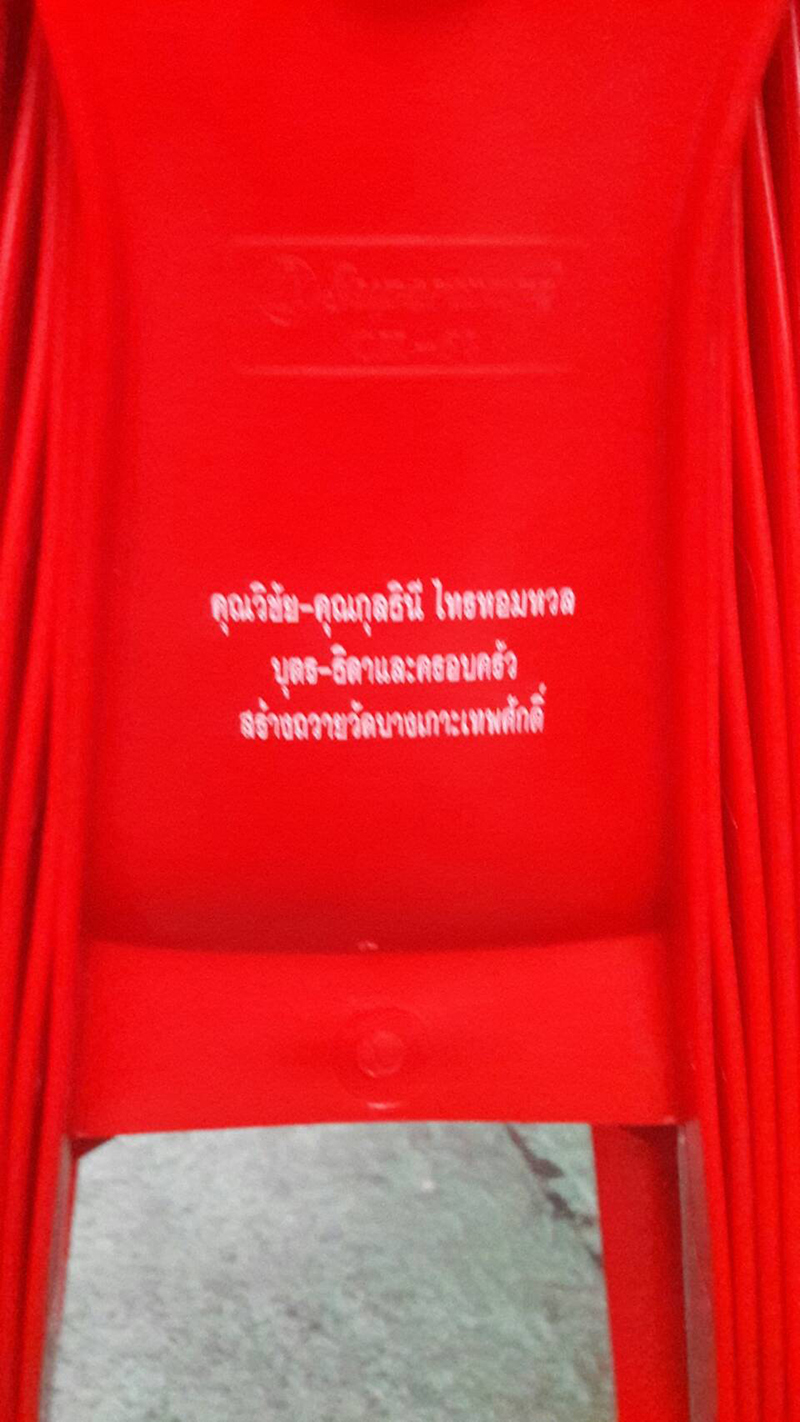 คุณวิชัย-คุณกุลธินี ไทรหอมหวล
บุตร-ธิดาและครอบครัว
สร้างถวายวัดบางเกาะเทพศักดิ์